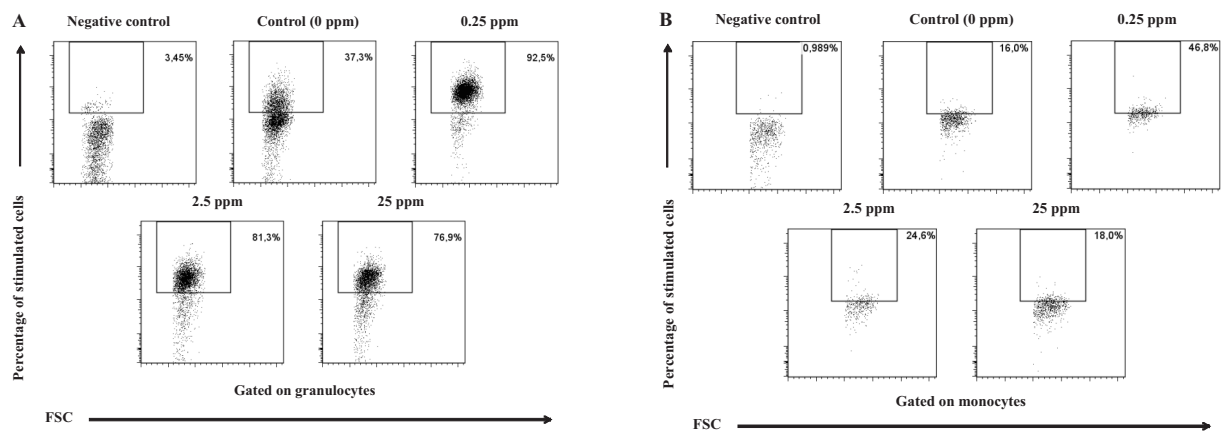 A
Negative control
Control (0 ppm)
0.25 ppm
3,45%
37,3%
92,5%
2.5 ppm
25 ppm
81,3%
76,9%
Percentage of stimulated cells
Gated on granulocytes
FSC
B
Negative control
Control (0 ppm)
0.25 ppm
0,989%
16,0%
46,8%
2.5 ppm
25 ppm
24,6%
18,0%
Percentage of stimulated cells
Gated on monocytes
FSC